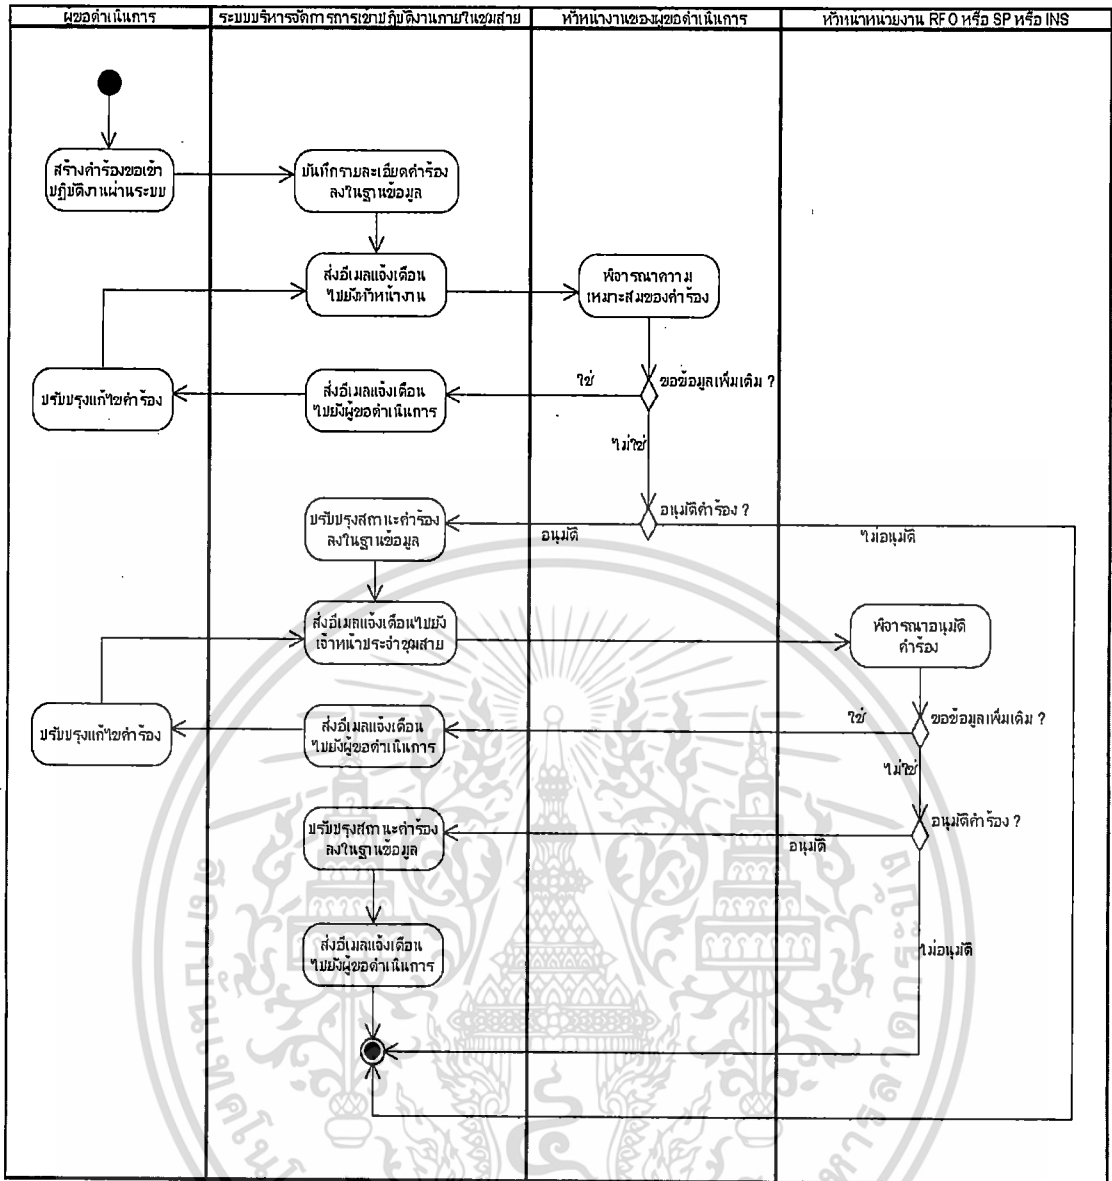 ผู้ขอดำเนินการ
ระบบบริหารจัดการการเข้าปฏิบัติงานภายในชุมสาย
หัวหน้างานของผู้ขอดำเนินการ
หัวหน้าหน่วยงาน RFO หรือ SP หรือ INS
สร้างคำร้องขอเข้า
ปฏิบัติงานผ่านระบบ
บันทึกรายละเอียดคำร้อง
ลงในฐานข้อมูล
ส่งอีเมลแจ้งเตือน
ไปยังหัวหน้างาน
พิจารณาความ
เหมาะสมของคำร้อง
ปรับปรุงแก้ไขคำร้อง
ส่งอีเมลแจ้งเตือน
ไปยังผู้ขอดำเนินการ
ใช่
ขอข้อมูลเพิ่มเติม ?
ไม่ใช่
ปรับปรุงสถานะคำร้อง
ลงในฐานข้อมูล
อนุมัติ
อนุมัติคำร้อง ?
ไม่อนุมัติ
ส่งอีเมลแจ้งเตือนไปยัง
เจ้าหน้าประจำชุมสาย
พิจารณาอนุมัติ
คำร้อง
ปรับปรุงแก้ไขคำร้อง
ส่งอีเมลแจ้งเตือน
ไปยังผู้ขอดำเนินการ
ใช่
ขอข้อมูลเพิ่มเติม ?
ไม่ใช่
ปรับปรุงสถานะคำร้อง
ลงในฐานข้อมูล
อนุมัติ
อนุมัติคำร้อง ?
ส่งอีเมลแจ้งเตือน
ไปยังผู้ขอดำเนินการ
ไม่อนุมัติ